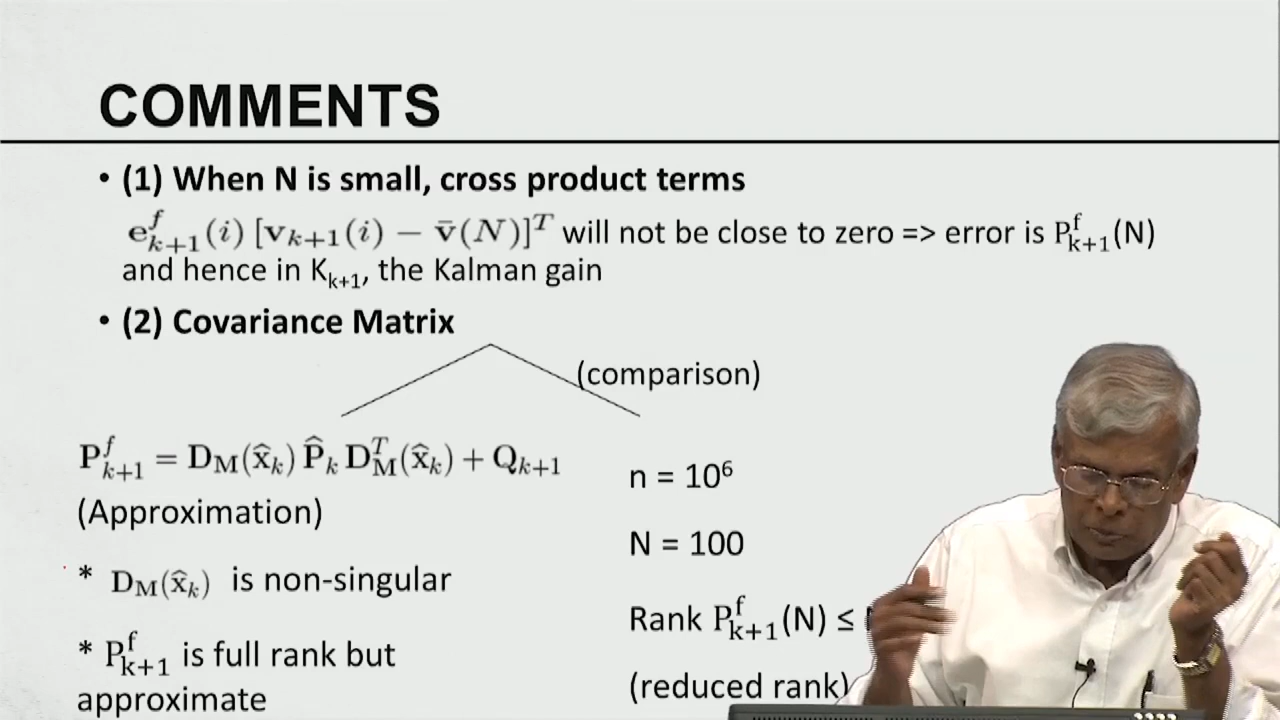 COMMENTS
• (1) When N is small, cross product terms
e^f_{k+1}(i) [v_{k+1}(i) − v̄(N)]^T will not be close to zero => error is P^f_{k+1}(N)
and hence in K_{k+1}, the Kalman gain
• (2) Covariance Matrix
(comparison)
P^f_{k+1} = D_M(x̂_k) P̂_k D^T_M(x̂_k) + Q_{k+1}
(Approximation)
* D_M(x̂_k) is non-singular
* P^f_{k+1} is full rank but
approximate
n = 10^6
N = 100
Rank P^f_{k+1}(N) ≤
(reduced rank)